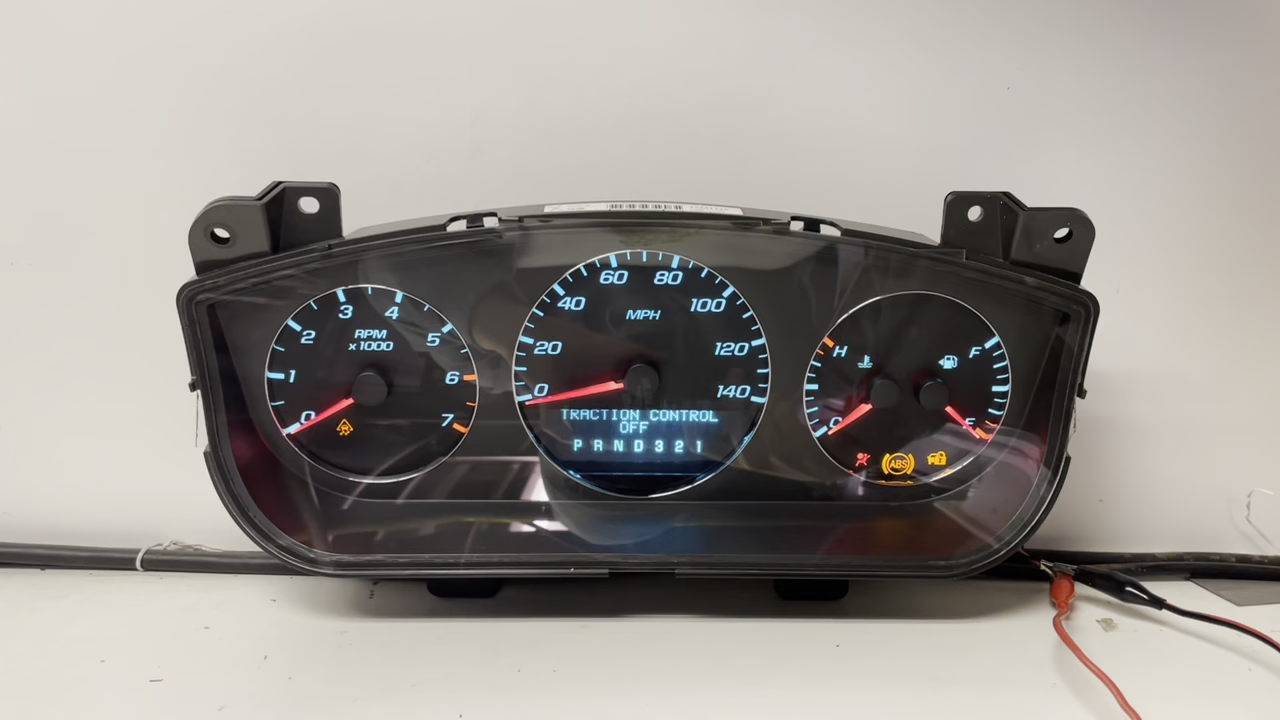 0 1 2 3 4 5 6 7
RPM
x1000
0 20 40 60 80 100 120 140
MPH
TRACTION CONTROL
OFF
P R N D 3 2 1
H
C
F
E
ABS